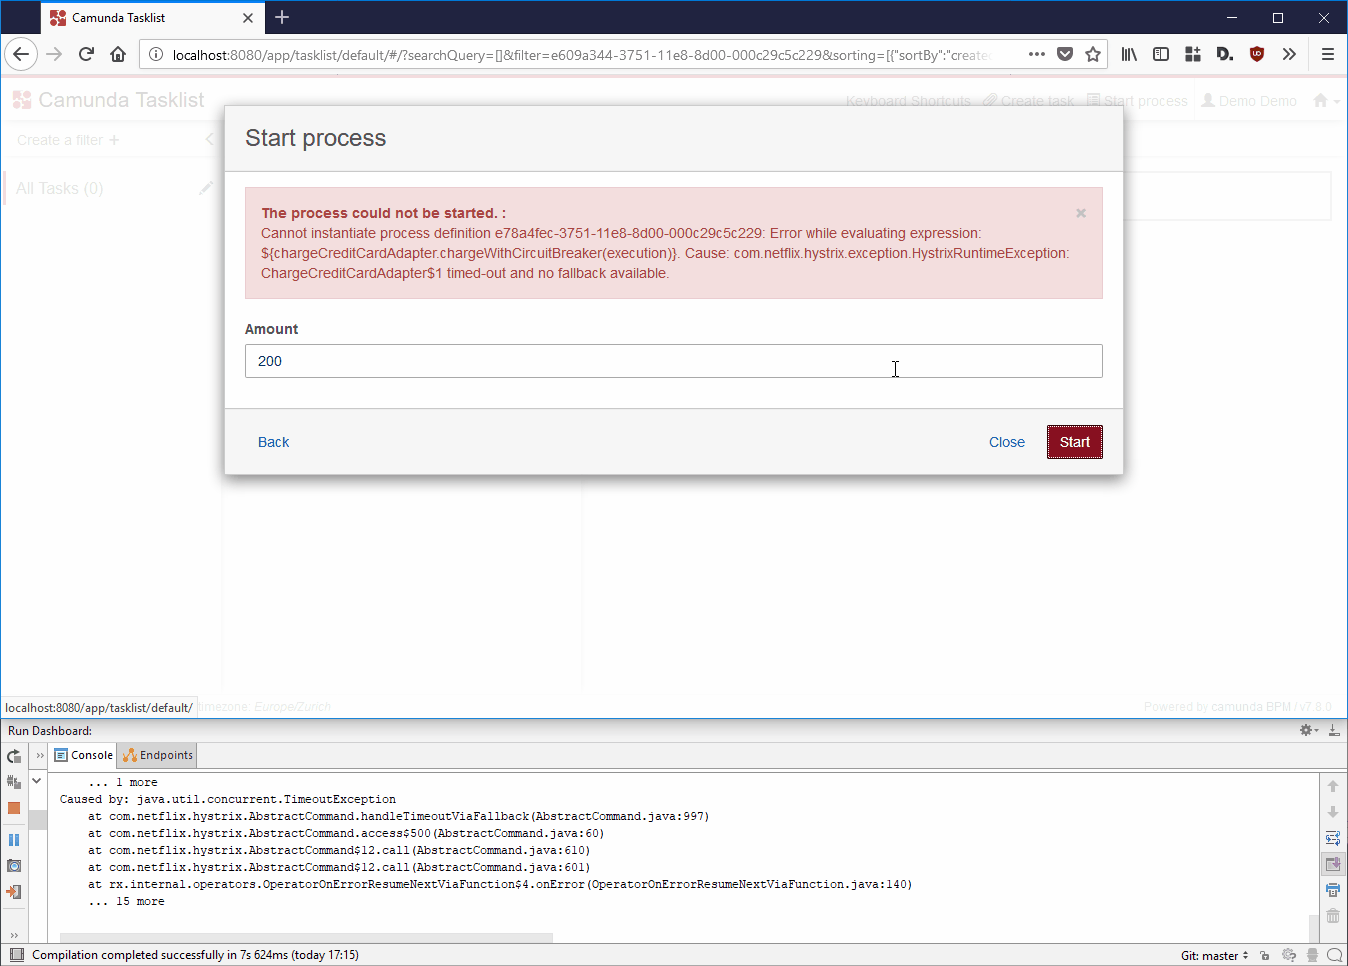 Camunda Tasklist
localhost:8080/app/tasklist/default/#/?searchQuery=[]&filter=e609a344-3751-11e8-8d00-000c29c5c229&sorting=[{"sortBy":"create
Camunda Tasklist
Keyboard Shortcuts Create task Start process Demo Demo
Create a filter +
All Tasks (0)
Start process
The process could not be started. :
Cannot instantiate process definition e78a4fec-3751-11e8-8d00-000c29c5c229: Error while evaluating expression:
${chargeCreditCardAdapter.chargeWithCircuitBreaker(execution)}. Cause: com.netflix.hystrix.exception.HystrixRuntimeException:
ChargeCreditCardAdapter$1 timed-out and no fallback available.
Amount
200
Back Close Start
localhost:8080/app/tasklist/default/ timezone: Europe/Zurich
Powered by camunda BPM / v7.8.0
Run Dashboard:
Console Endpoints
... 1 more
Caused by: java.util.concurrent.TimeoutException
at com.netflix.hystrix.AbstractCommand.handleTimeoutViaFallback(AbstractCommand.java:997)
at com.netflix.hystrix.AbstractCommand.access$500(AbstractCommand.java:60)
at com.netflix.hystrix.AbstractCommand$12.call(AbstractCommand.java:610)
at com.netflix.hystrix.AbstractCommand$12.call(AbstractCommand.java:601)
at rx.internal.operators.OperatorOnErrorResumeNextViaFunction$4.onError(OperatorOnErrorResumeNextViaFunction.java:140)
... 15 more
Compilation completed successfully in 7s 624ms (today 17:15)
Git: master